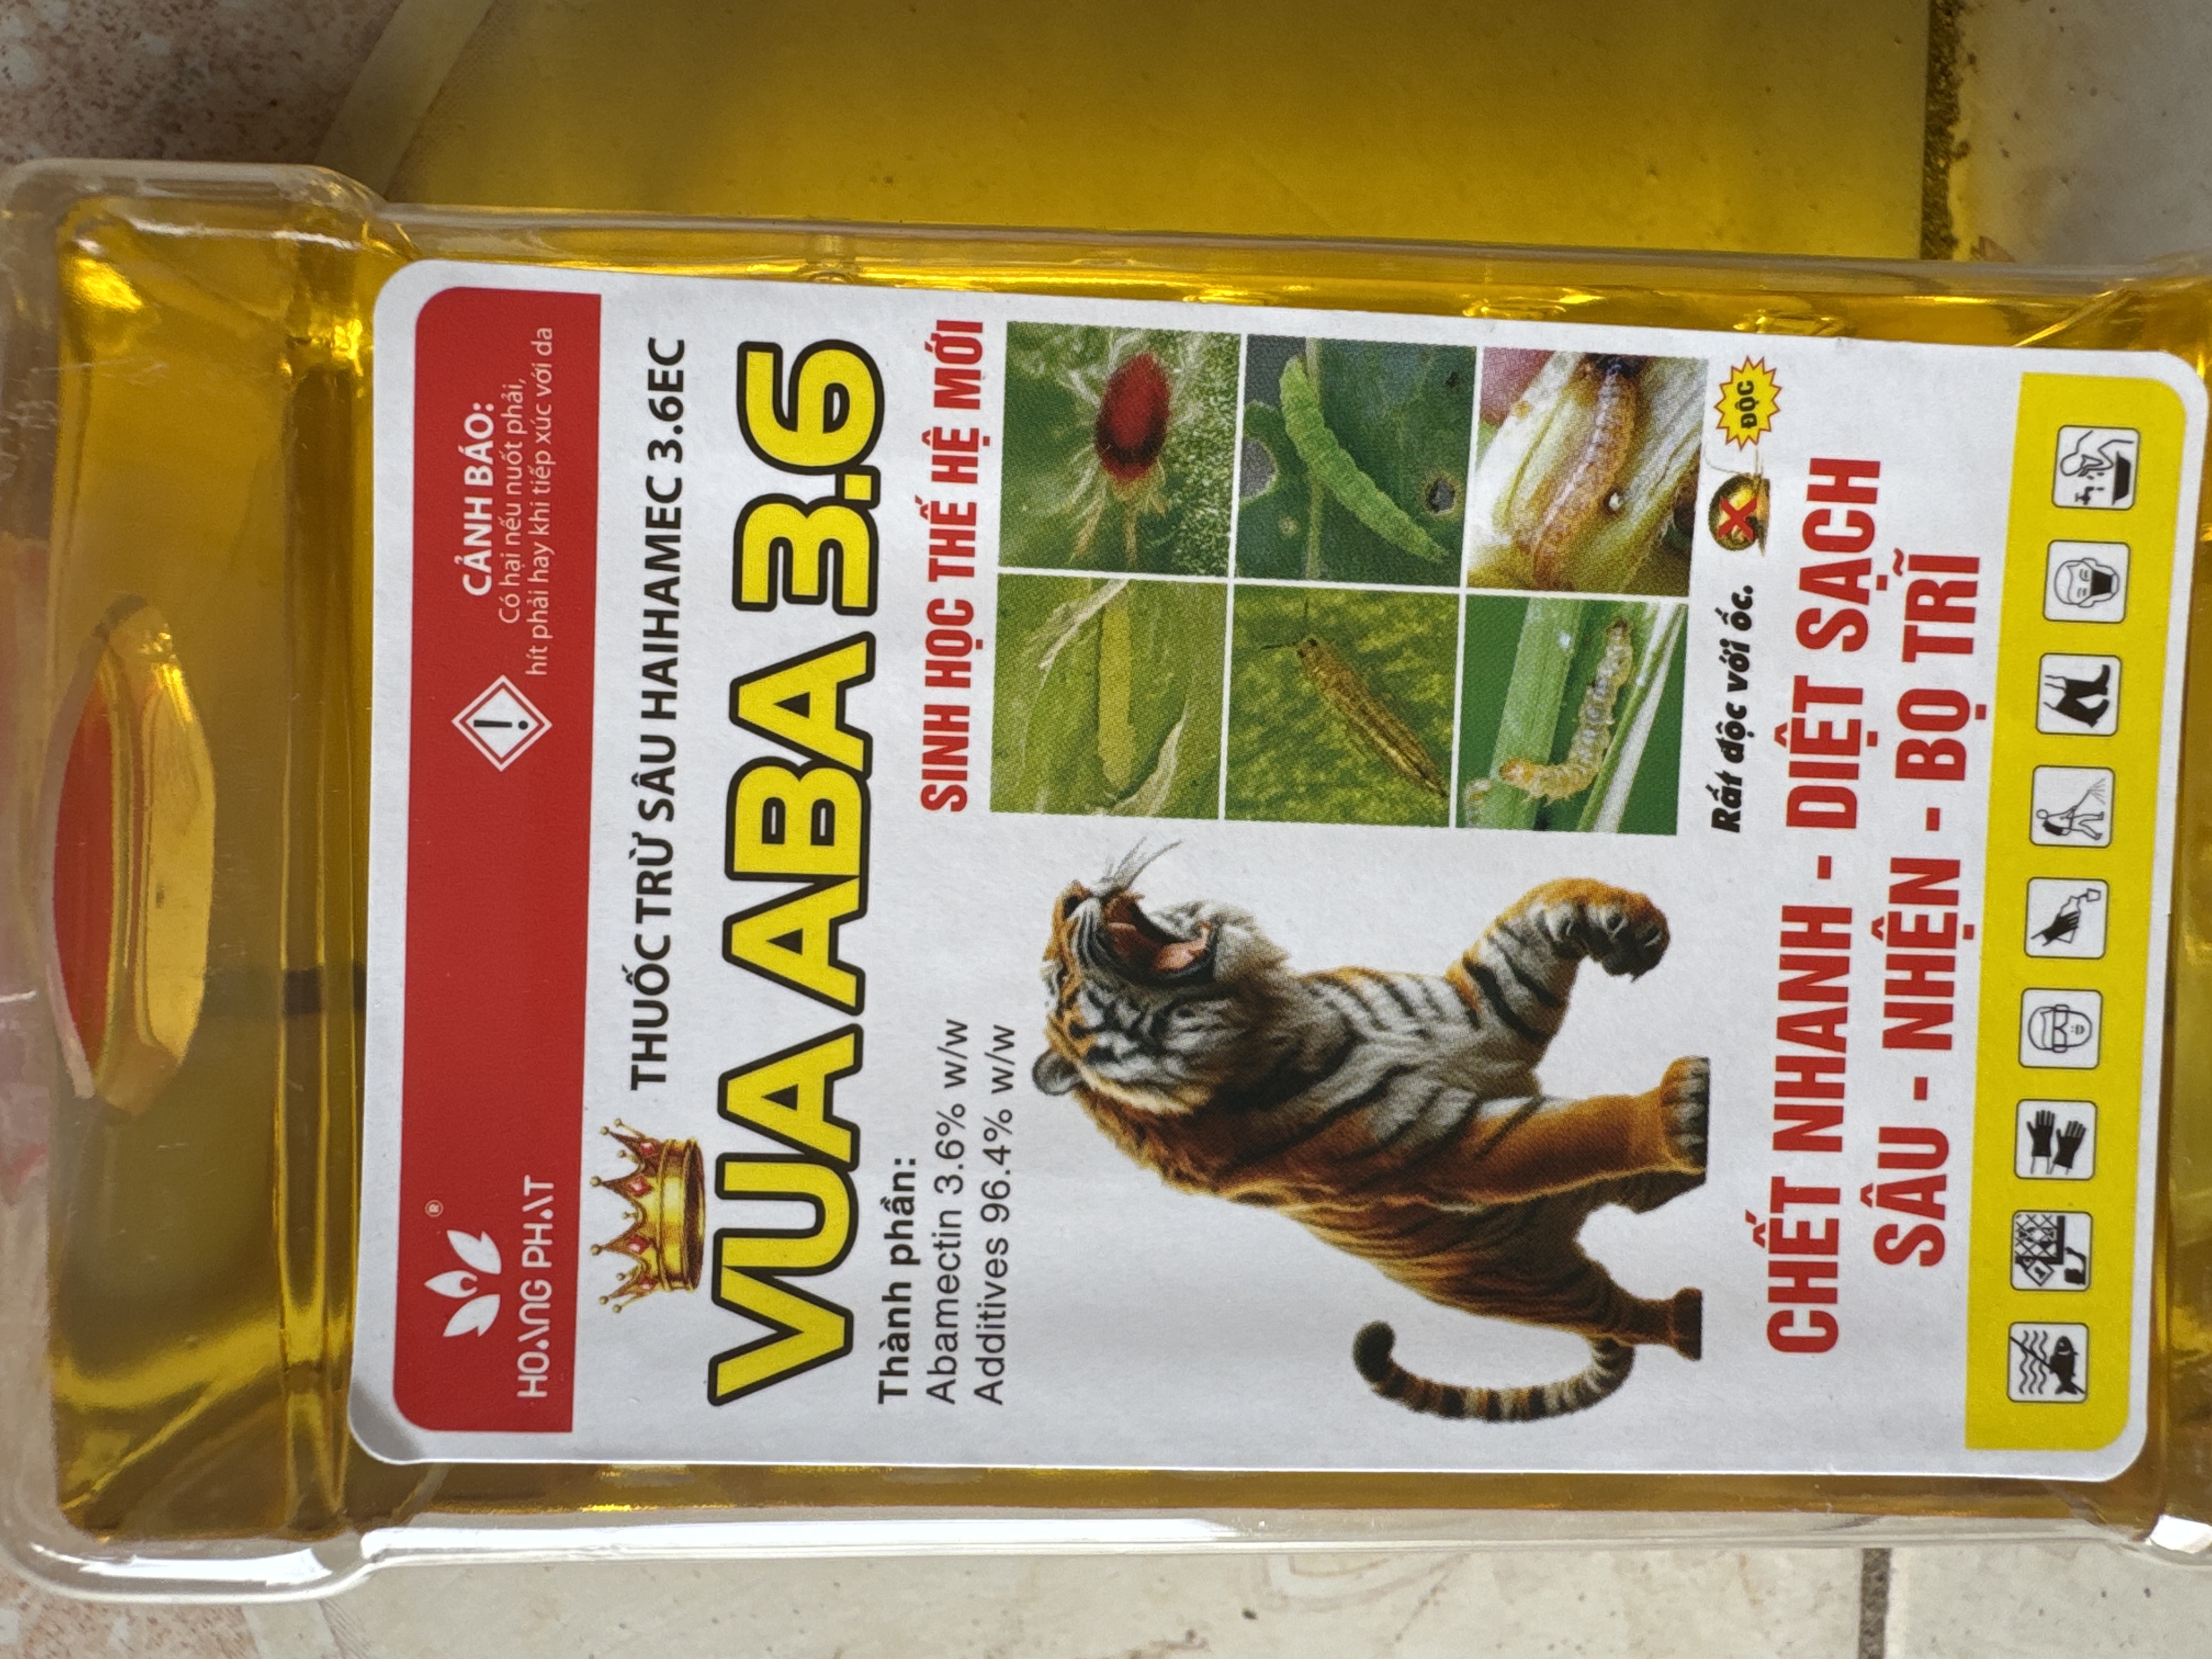 HOANG PHAT
®
CẢNH BÁO:
Có hại nếu nuốt phải,
hít phải hay khi tiếp xúc với da
THUỐC TRỪ SÂU HAIHAMEC 3.6EC
VUA ABA 3.6
Thành phần:
Abamectin 3.6% w/w
Additives 96.4% w/w
SINH HỌC THẾ HỆ MỚI
Rất độc với ốc.
ĐỘC
CHẾT NHANH - DIỆT SẠCH
SÂU - NHỆN - BỌ TRĨ